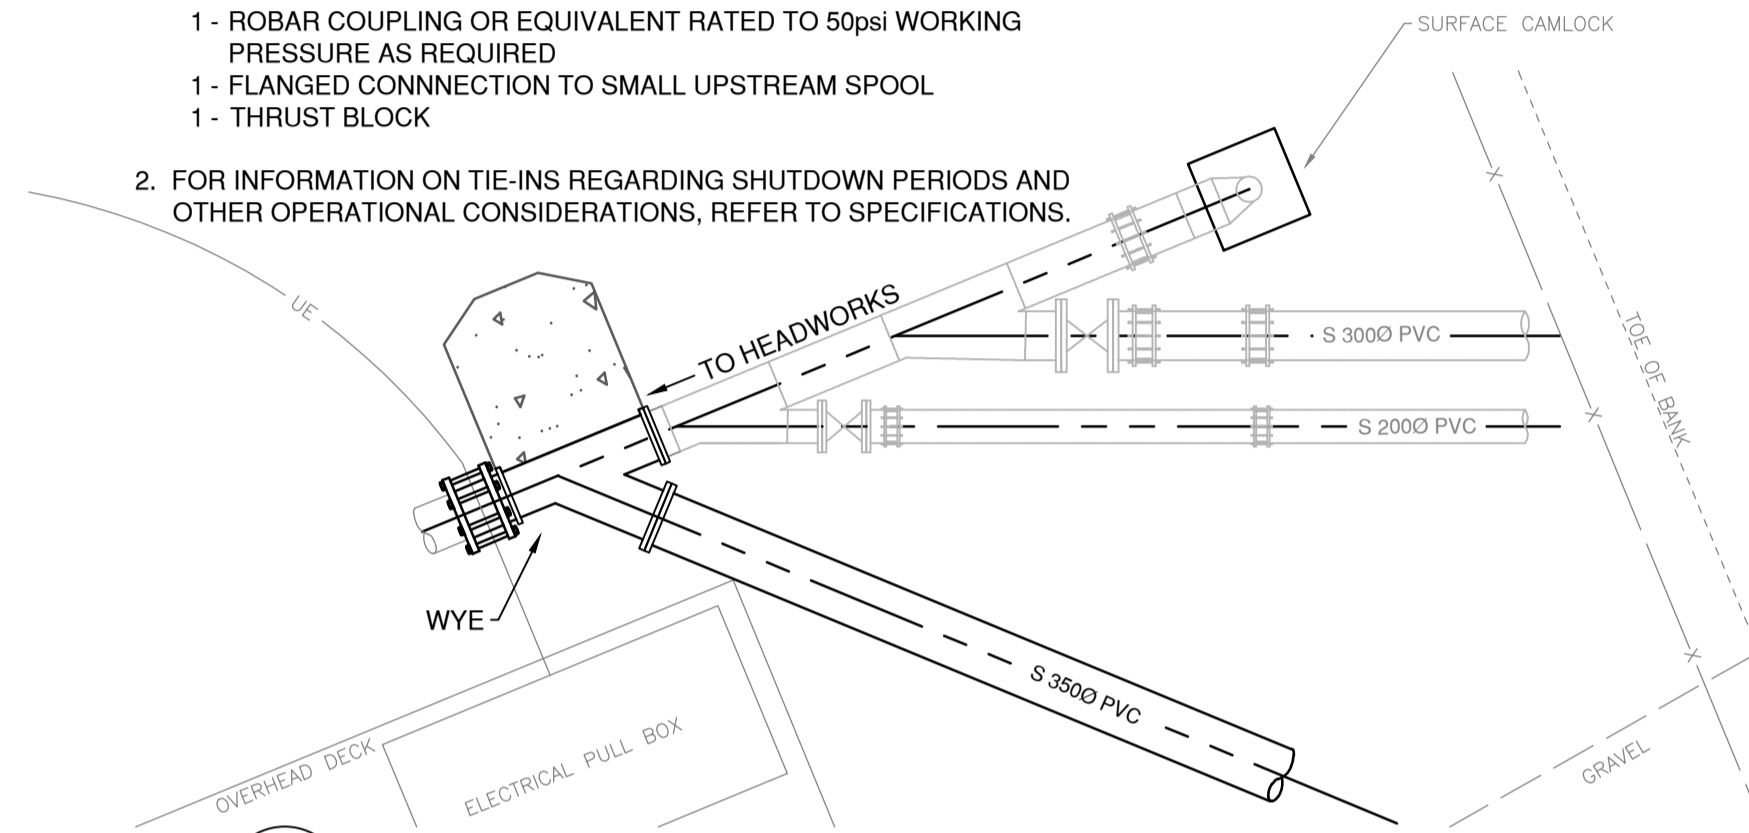 1 - ROBAR COUPLING OR EQUIVALENT RATED TO 50psi WORKING
PRESSURE AS REQUIRED
1 - FLANGED CONNNECTION TO SMALL UPSTREAM SPOOL
1 - THRUST BLOCK
2. FOR INFORMATION ON TIE-INS REGARDING SHUTDOWN PERIODS AND
OTHER OPERATIONAL CONSIDERATIONS, REFER TO SPECIFICATIONS.
SURFACE CAMLOCK
UE
TO HEADWORKS
S 300Ø PVC
TOE OF BANK
S 200Ø PVC
WYE
S 350Ø PVC
OVERHEAD DECK
ELECTRICAL PULL BOX
GRAVEL